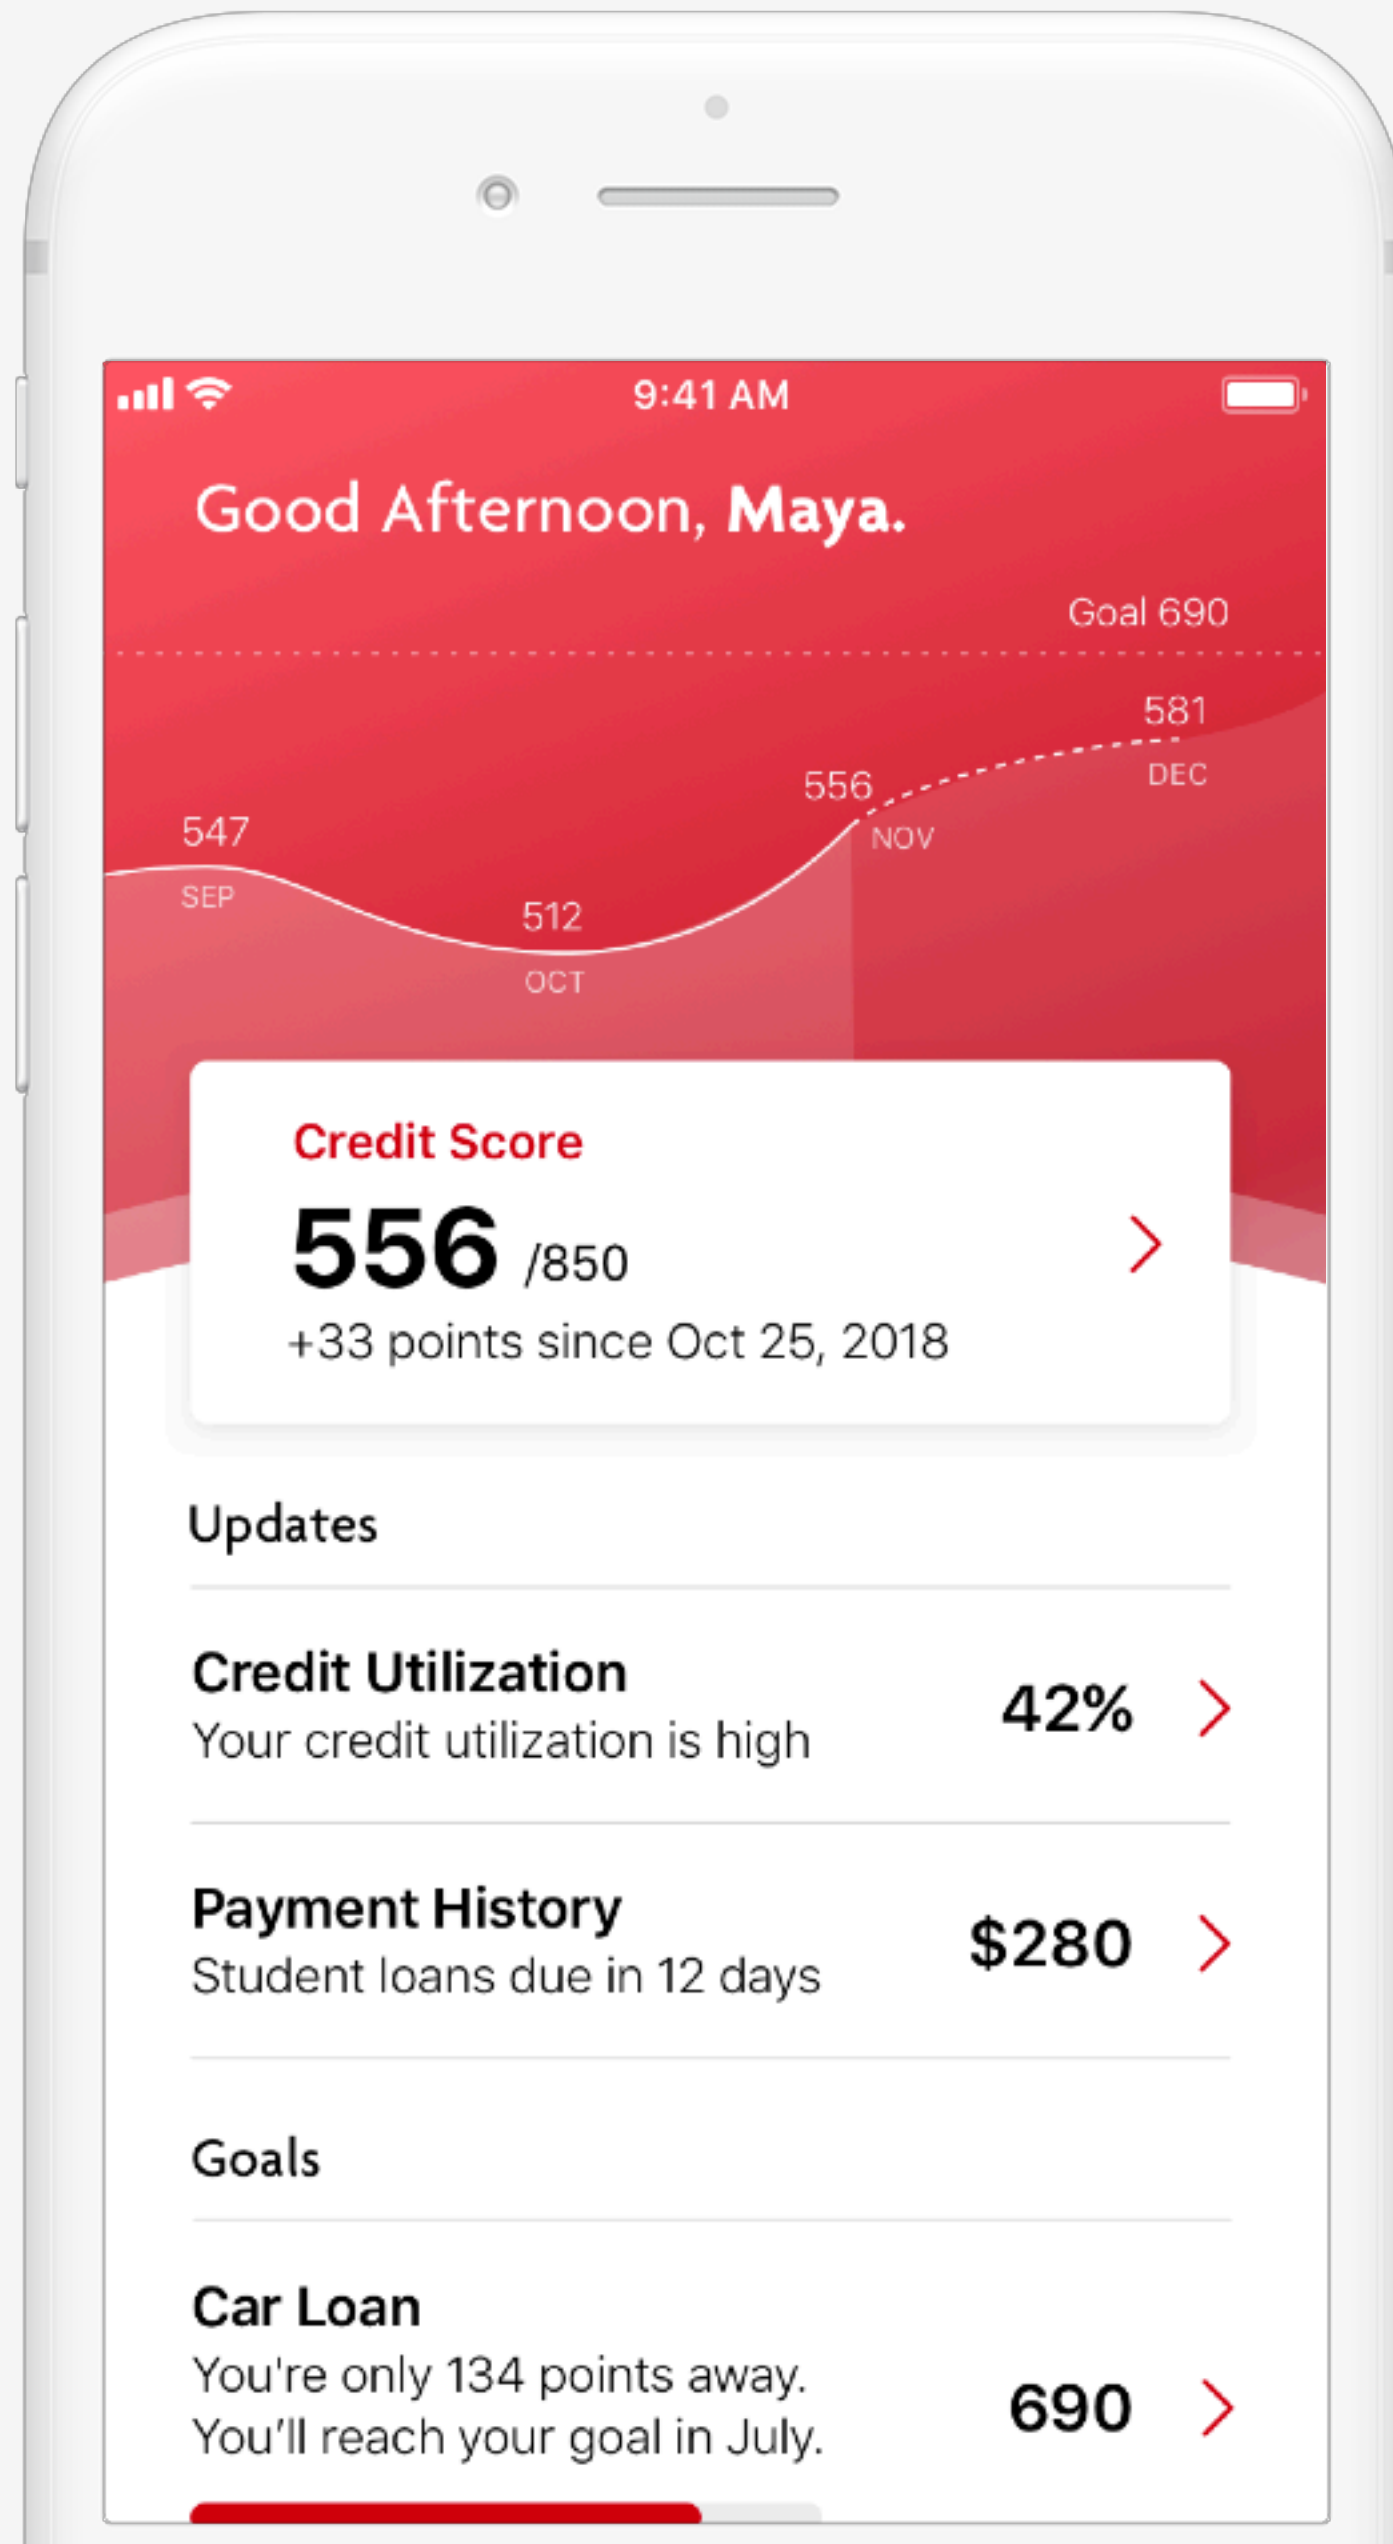 9:41 AM
Good Afternoon, Maya.
Goal 690
581
DEC
556
NOV
547
SEP
512
OCT
Credit Score
556 /850
+33 points since Oct 25, 2018
Updates
Credit Utilization
Your credit utilization is high
42%
Payment History
Student loans due in 12 days
$280
Goals
Car Loan
You're only 134 points away.
You'll reach your goal in July.
690